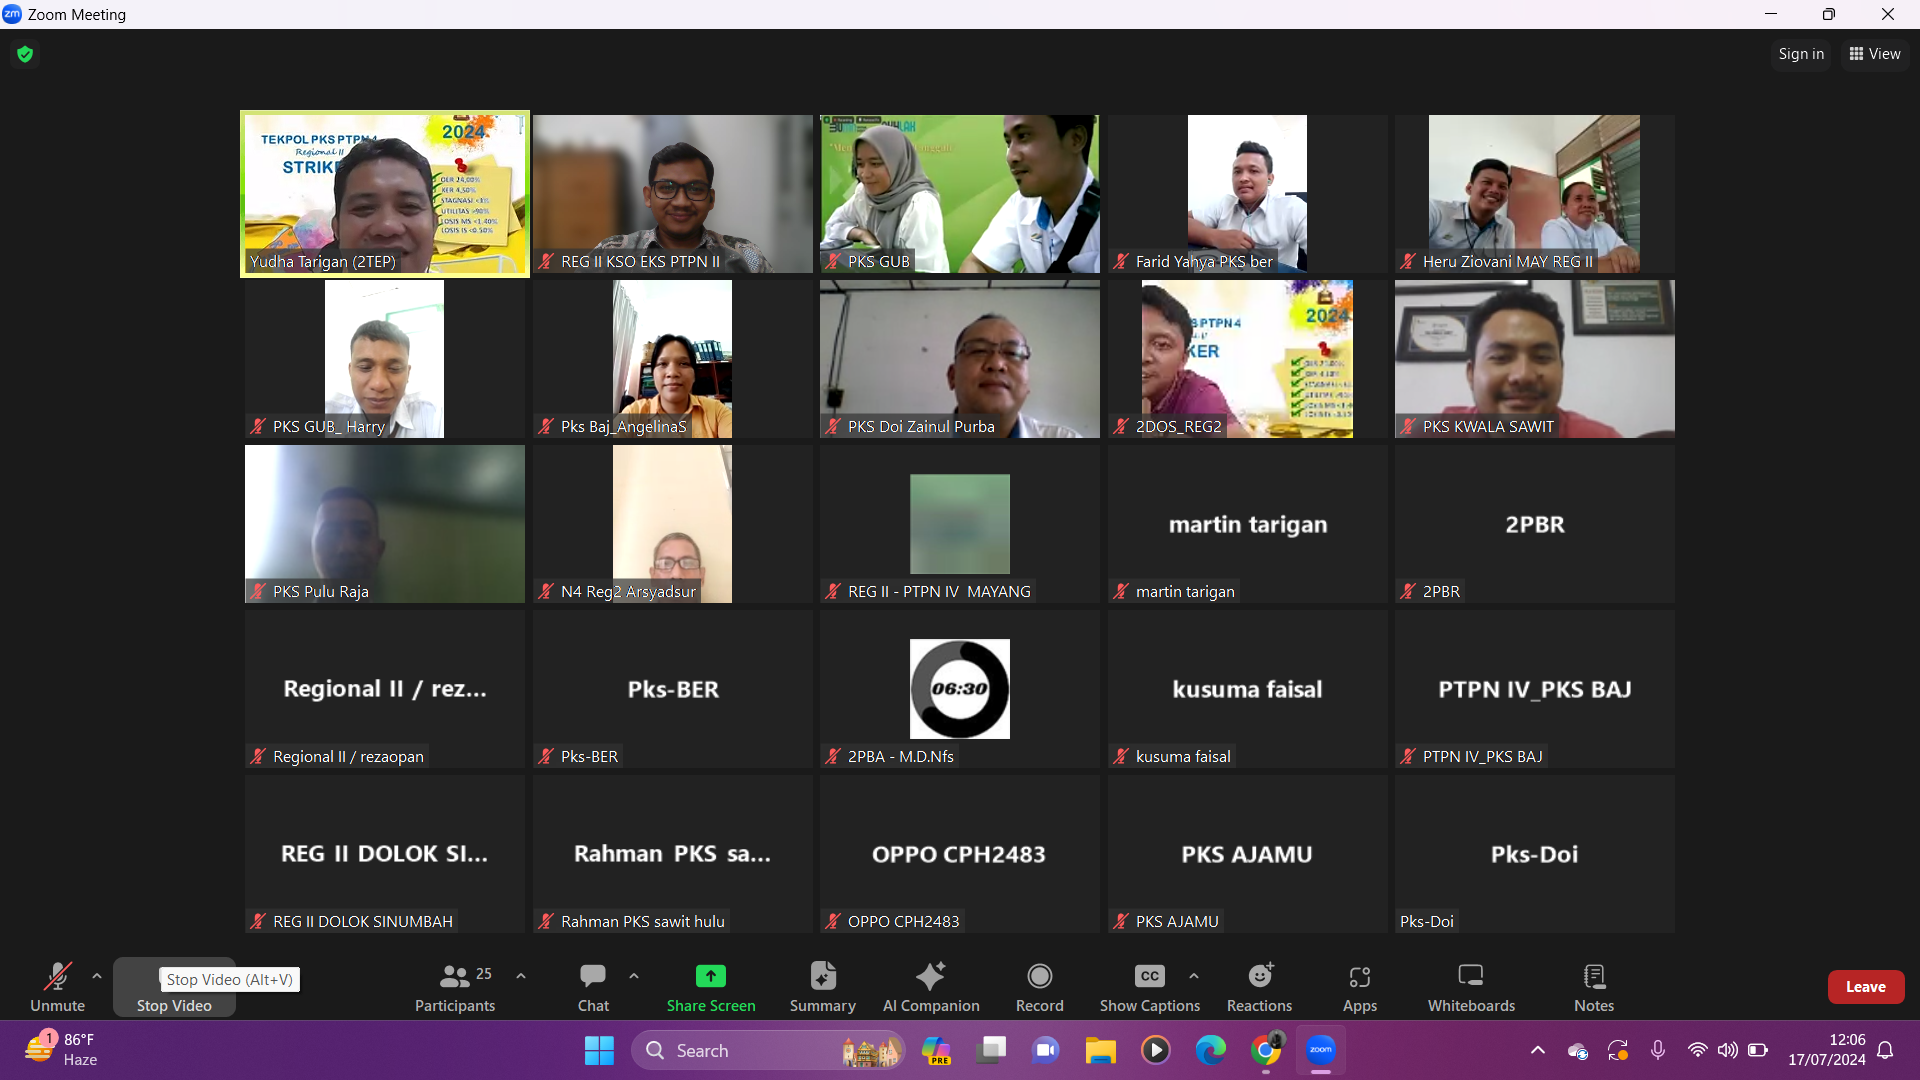 Zoom Meeting
Sign in
View
TEKPOL PKS PTPN 4
Regional II
STRIKE
2024
OER 24,00%
KER 4,50%
STAGNASI <3%
UTILITAS >90%
LOSIS MS <1.40%
LOSIS IS <0.50%
Yudha Tarigan (2TEP)
REG II KSO EKS PTPN II
PKS GUB
Farid Yahya PKS ber
Heru Ziovani MAY REG II
PKS GUB_ Harry
Pks Baj_AngelinaS
PKS Doi Zainul Purba
PTPN 4
KER
2024
2DOS_REG2
PKS KWALA SAWIT
PKS Pulu Raja
N4 Reg2 Arsyadsur
REG II - PTPN IV MAYANG
martin tarigan
martin tarigan
2PBR
2PBR
Regional II / rez...
Regional II / rezaopan
Pks-BER
Pks-BER
06:30
2PBA - M.D.Nfs
kusuma faisal
kusuma faisal
PTPN IV_PKS BAJ
PTPN IV_PKS BAJ
REG II DOLOK SI...
REG II DOLOK SINUMBAH
Rahman PKS sa...
Rahman PKS sawit hulu
OPPO CPH2483
OPPO CPH2483
PKS AJAMU
PKS AJAMU
Pks-Doi
Pks-Doi
Unmute
Stop Video (Alt+V)
Stop Video
25
Participants
Chat
Share Screen
Summary
AI Companion
Record
CC
Show Captions
Reactions
Apps
Whiteboards
Notes
Leave
1
86°F
Haze
Search
PRE
zoom
12:06
17/07/2024